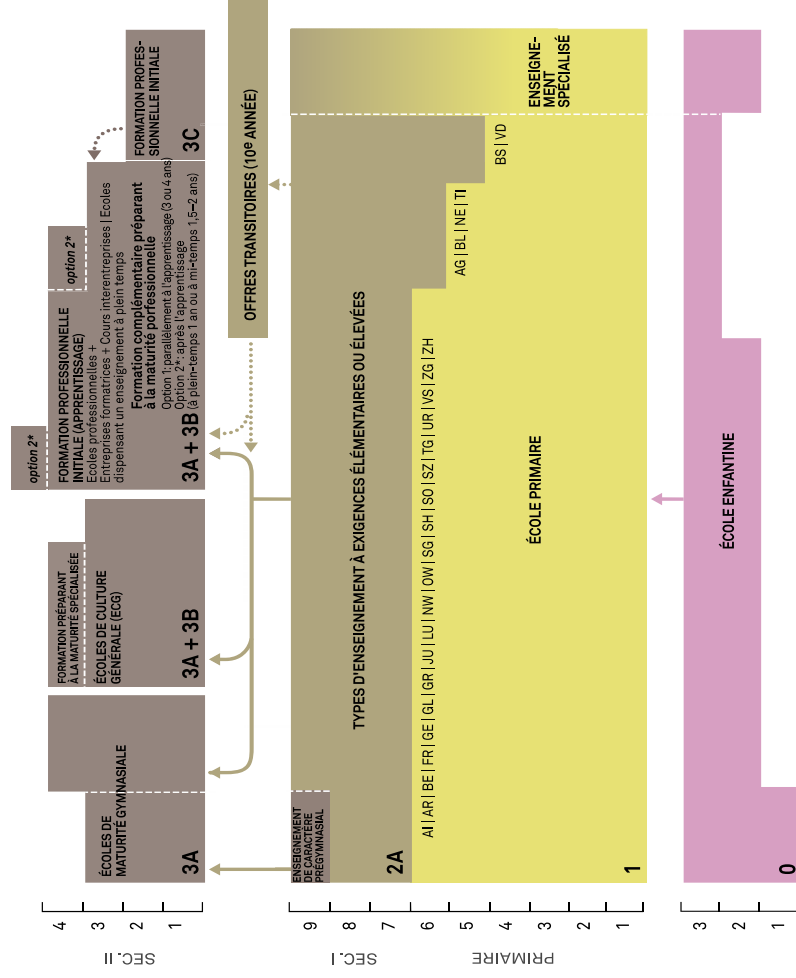 option 2*
option 2*
FORMATION PRÉPARANT
À LA MATURITÉ SPÉCIALISÉE
ÉCOLES DE
MATURITÉ GYMNASIALE
3A
ÉCOLES DE CULTURE
GÉNÉRALE (ECG)
3A + 3B
FORMATION PROFESSIONNELLE
INITIALE (APPRENTISSAGE)
Ecoles professionnelles +
Entreprises formatrices + Cours interentreprises | Ecoles
dispensant un enseignement à plein temps
Formation complémentaire préparant
à la maturité porfessionnelle
Option 1: parallèlement à l'apprentissage (3 ou 4 ans)
Option 2*: après l'apprentissage
(à plein-temps 1 an ou à mi-temps 1,5–2 ans)
3A + 3B
FORMATION PROFES-
SIONNELLE INITIALE
3C
4
3
2
1
SEC. II
OFFRES TRANSITOIRES (10e ANNÉE)
ENSEIGNEMENT
DE CARACTÈRE
PRÉGYMNASIAL
TYPES D'ENSEIGNEMENT À EXIGENCES ÉLÉMENTAIRES OU ÉLEVÉES
2A
9
8
7
SEC. I
AI | AR | BE | FR | GE | GL | GR | JU | LU | NW | OW | SG | SH | SO | SZ | TG | UR | VS | ZG | ZH
AG | BL | NE | TI
BS | VD
ÉCOLE PRIMAIRE
ENSEIGNE-
MENT
SPÉCIALISÉ
1
6
5
4
3
2
1
PRIMAIRE
ÉCOLE ENFANTINE
0
3
2
1